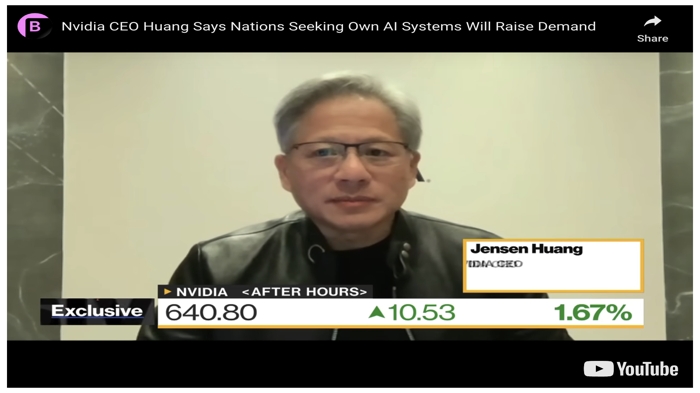 B
Nvidia CEO Huang Says Nations Seeking Own AI Systems Will Raise Demand
Share
Jensen Huang
NVIDIA <AFTER HOURS>
Exclusive
640.80 10.53 1.67%
YouTube